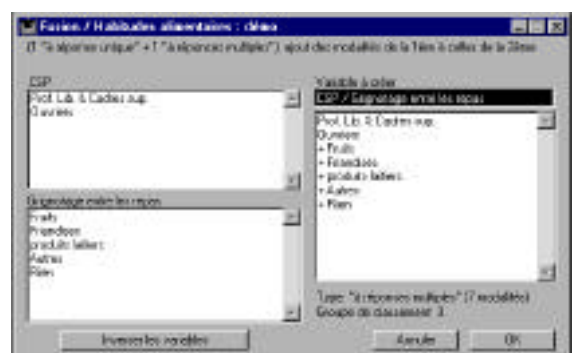 Fusion / Habitudes alimentaires : démo
(1 "à réponse unique" + 1 "à réponses multiples") : ajout des modalités de la 1ère à celles de la 2ème
CSP
Prof. Lib. & Cadres sup.
Ouvriers
Grignotage entre les repas
Fruits
Friandises
produits laitiers
Autres
Rien
Inverser les variables
Variable à créer
CSP / Grignotage entre les repas
Prof. Lib. & Cadres sup.
Ouvriers
+ Fruits
+ Friandises
+ produits laitiers
+ Autres
+ Rien
Type: "à réponses multiples" (7 modalités)
Groupe de classement: 3
Annuler
OK